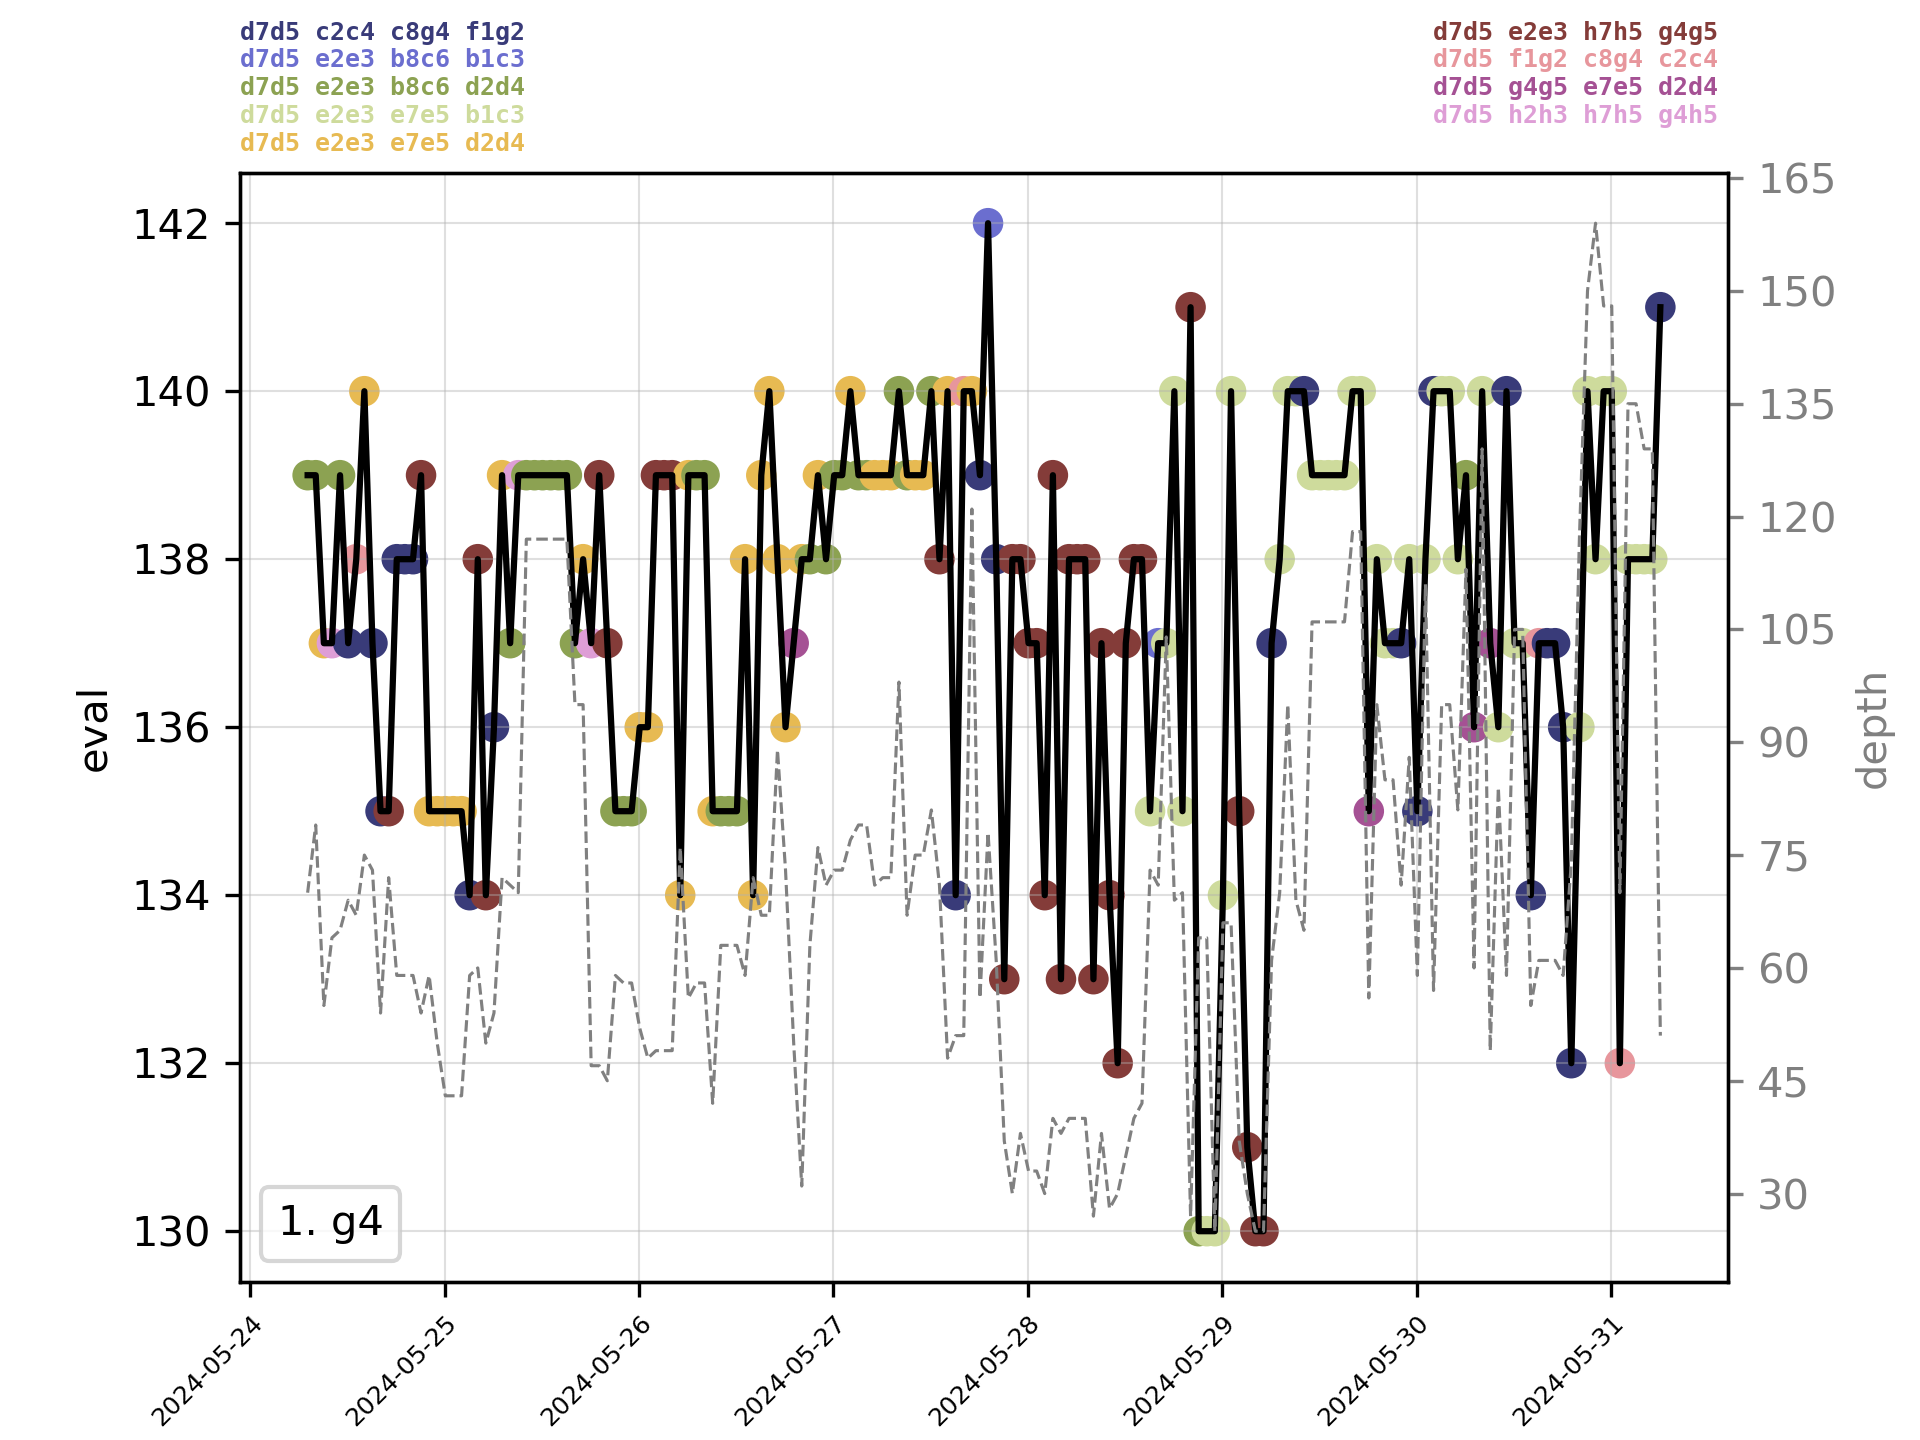 d7d5 c2c4 c8g4 f1g2
d7d5 e2e3 b8c6 b1c3
d7d5 e2e3 b8c6 d2d4
d7d5 e2e3 e7e5 b1c3
d7d5 e2e3 e7e5 d2d4
d7d5 e2e3 h7h5 g4g5
d7d5 f1g2 c8g4 c2c4
d7d5 g4g5 e7e5 d2d4
d7d5 h2h3 h7h5 g4h5
142
140
138
136
134
132
130
eval
165
150
135
120
105
90
75
60
45
30
depth
1. g4
2024-05-24
2024-05-25
2024-05-26
2024-05-27
2024-05-28
2024-05-29
2024-05-30
2024-05-31